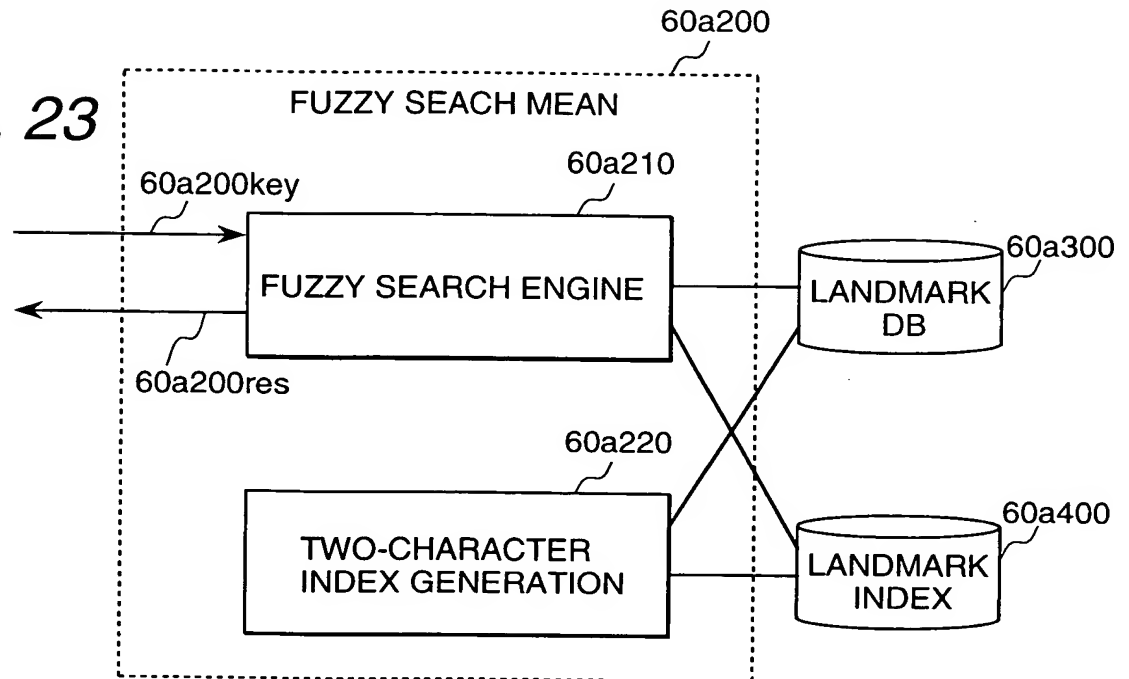 60a200
. 23
FUZZY SEACH MEAN
60a210
60a200key
60a300
FUZZY SEARCH ENGINE
LANDMARK
DB
60a200res
60a220
60a400
TWO-CHARACTER
INDEX GENERATION
LANDMARK
INDEX